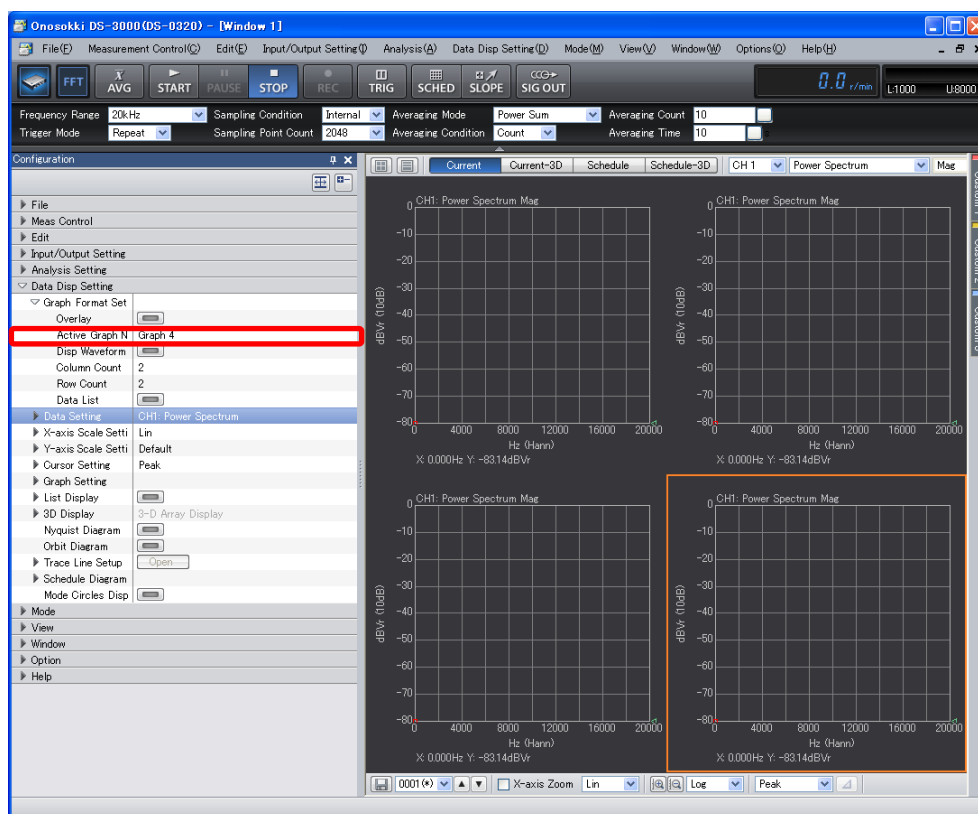 Onosokki DS-3000(DS-0320) - [Window 1]
File(F) Measurement Control(C) Edit(E) Input/Output Setting(I) Analysis(A) Data Disp Setting(D) Mode(M) View(V) Window(W) Options(O) Help(H)
FFT X AVG START PAUSE STOP REC TRIG SCHED SLOPE SIG OUT 0.0 r/min L:1000 U:8000
Frequency Range 20kHz Sampling Condition Internal Averaging Mode Power Sum Averaging Count 10
Trigger Mode Repeat Sampling Point Count 2048 Averaging Condition Count Averaging Time 10
Configuration
Current Current-3D Schedule Schedule-3D CH 1 Power Spectrum Mag
File
Meas Control
Edit
Input/Output Setting
Analysis Setting
Data Disp Setting
Graph Format Set
Overlay
Active Graph N Graph 4
Disp Waveform
Column Count 2
Row Count 2
Data List
Data Setting CH1: Power Spectrum
X-axis Scale Setti Lin
Y-axis Scale Setti Default
Cursor Setting Peak
Graph Setting
List Display
3D Display 3-D Array Display
Nyquist Diagram
Orbit Diagram
Trace Line Setup Open
Schedule Diagram
Mode Circles Disp
Mode
View
Window
Option
Help
CH1: Power Spectrum Mag
0
-10
-20
-30
-40
-50
-60
-70
-80
dBVr (10dB)
0 4000 8000 12000 16000 20000
Hz (Hann)
X: 0.000Hz Y: -83.14dBVr
CH1: Power Spectrum Mag
0
-10
-20
-30
-40
-50
-60
-70
-80
dBVr (10dB)
0 4000 8000 12000 16000 20000
Hz (Hann)
X: 0.000Hz Y: -83.14dBVr
CH1: Power Spectrum Mag
0
-10
-20
-30
-40
-50
-60
-70
-80
dBVr (10dB)
0 4000 8000 12000 16000 20000
Hz (Hann)
X: 0.000Hz Y: -83.14dBVr
CH1: Power Spectrum Mag
0
-10
-20
-30
-40
-50
-60
-70
-80
dBVr (10dB)
0 4000 8000 12000 16000 20000
Hz (Hann)
X: 0.000Hz Y: -83.14dBVr
0001(*) X-axis Zoom Lin Log Peak